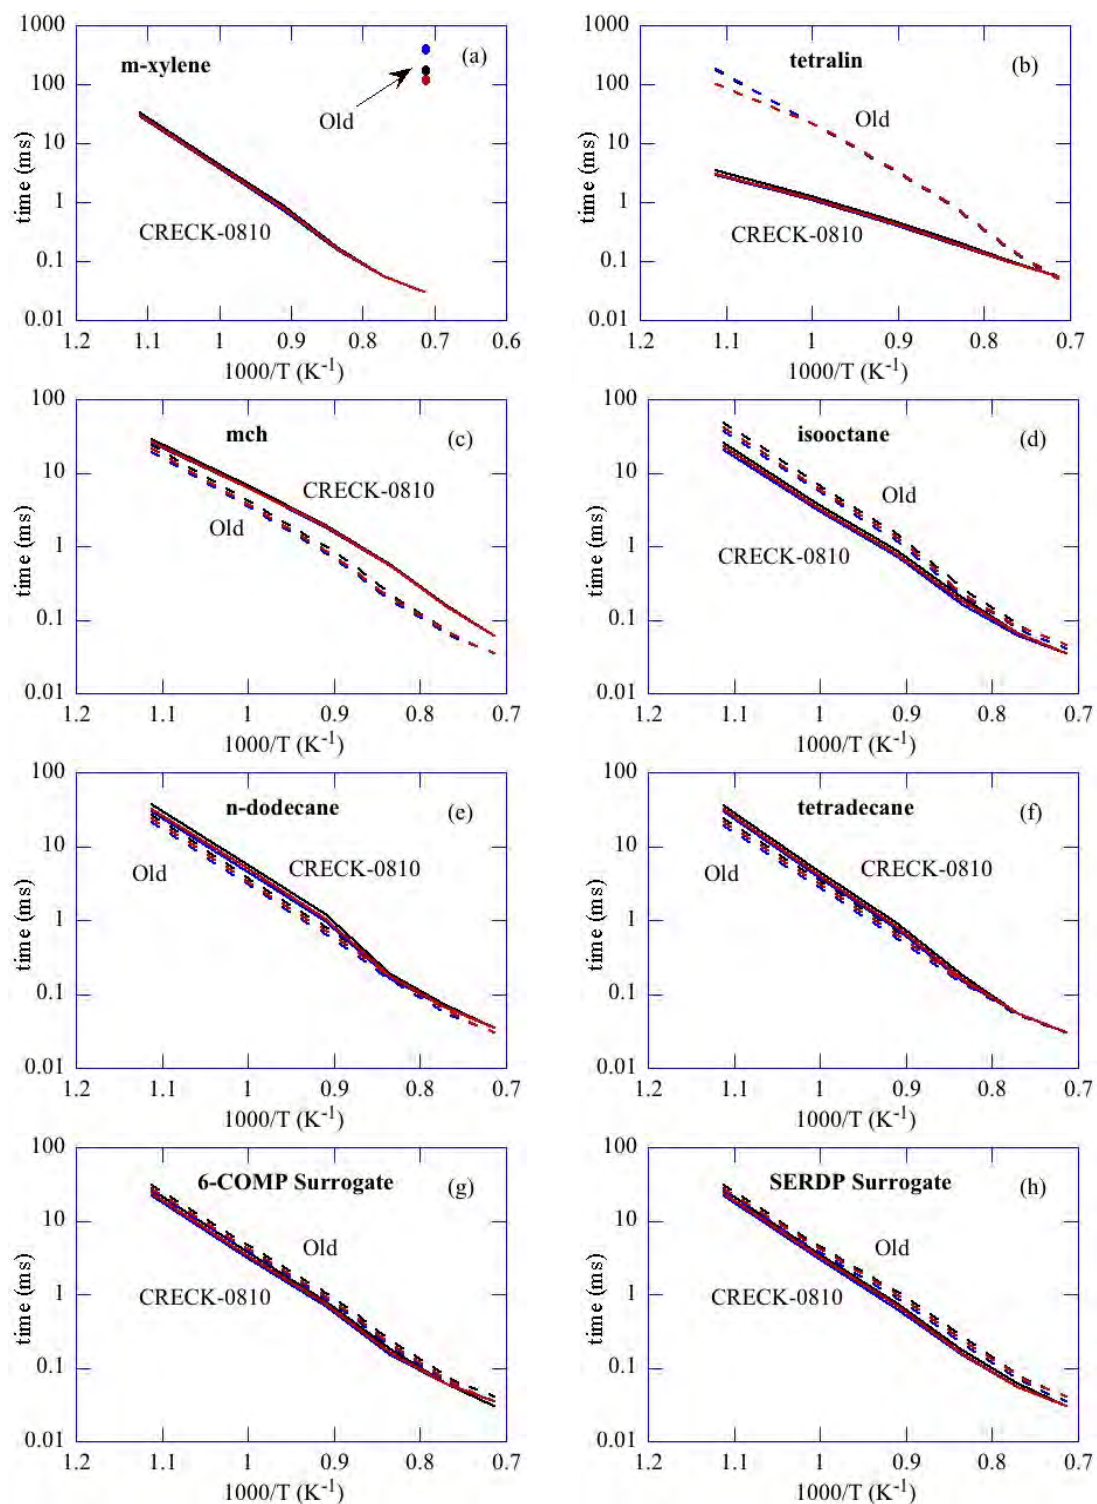 1000
100
10
1
0.1
0.01
time (ms)
m-xylene
(a)
Old
CRECK-0810
1.2 1.1 1 0.9 0.8 0.7 0.6
1000/T (K⁻¹)
1000
100
10
1
0.1
0.01
time (ms)
tetralin
(b)
Old
CRECK-0810
1.2 1.1 1 0.9 0.8 0.7
1000/T (K⁻¹)
100
10
1
0.1
0.01
time (ms)
mch
(c)
CRECK-0810
Old
1.2 1.1 1 0.9 0.8 0.7
1000/T (K⁻¹)
100
10
1
0.1
0.01
time (ms)
isooctane
(d)
Old
CRECK-0810
1.2 1.1 1 0.9 0.8 0.7
1000/T (K⁻¹)
100
10
1
0.1
0.01
time (ms)
n-dodecane
(e)
CRECK-0810
Old
1.2 1.1 1 0.9 0.8 0.7
1000/T (K⁻¹)
100
10
1
0.1
0.01
time (ms)
tetradecane
(f)
CRECK-0810
Old
1.2 1.1 1 0.9 0.8 0.7
1000/T (K⁻¹)
100
10
1
0.1
0.01
time (ms)
6-COMP Surrogate
(g)
Old
CRECK-0810
1.2 1.1 1 0.9 0.8 0.7
1000/T (K⁻¹)
100
10
1
0.1
0.01
time (ms)
SERDP Surrogate
(h)
Old
CRECK-0810
1.2 1.1 1 0.9 0.8 0.7
1000/T (K⁻¹)